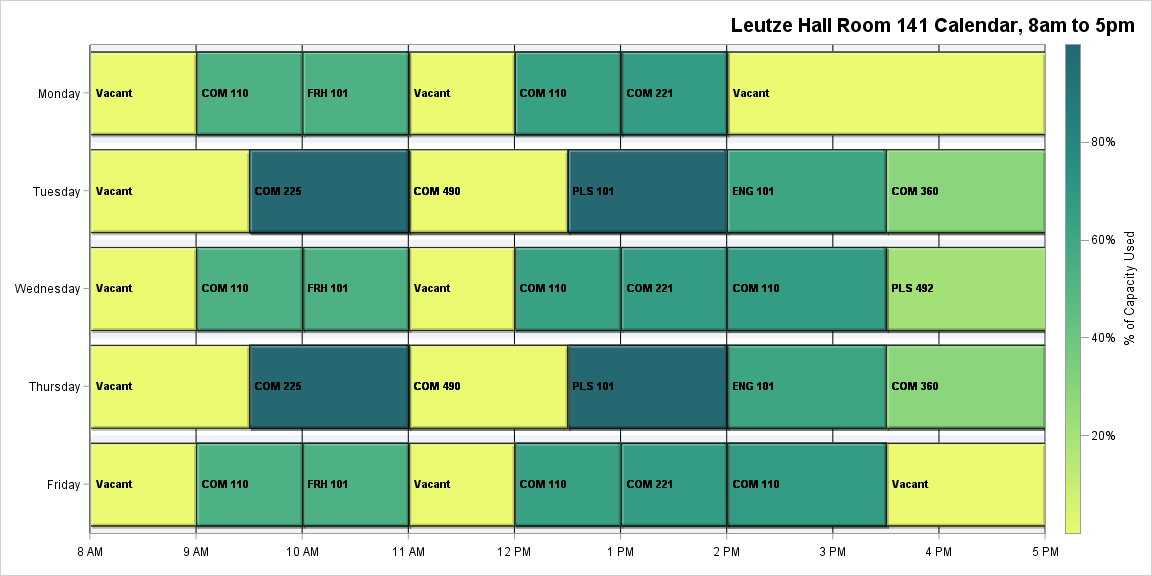 Leutze Hall Room 141 Calendar, 8am to 5pm
Monday
Vacant
COM 110
FRH 101
Vacant
COM 110
COM 221
Vacant
Tuesday
Vacant
COM 225
COM 490
PLS 101
ENG 101
COM 360
Wednesday
Vacant
COM 110
FRH 101
Vacant
COM 110
COM 221
COM 110
PLS 492
Thursday
Vacant
COM 225
COM 490
PLS 101
ENG 101
COM 360
Friday
Vacant
COM 110
FRH 101
Vacant
COM 110
COM 221
COM 110
Vacant
8 AM
9 AM
10 AM
11 AM
12 PM
1 PM
2 PM
3 PM
4 PM
5 PM
80%
60%
40%
20%
% of Capacity Used